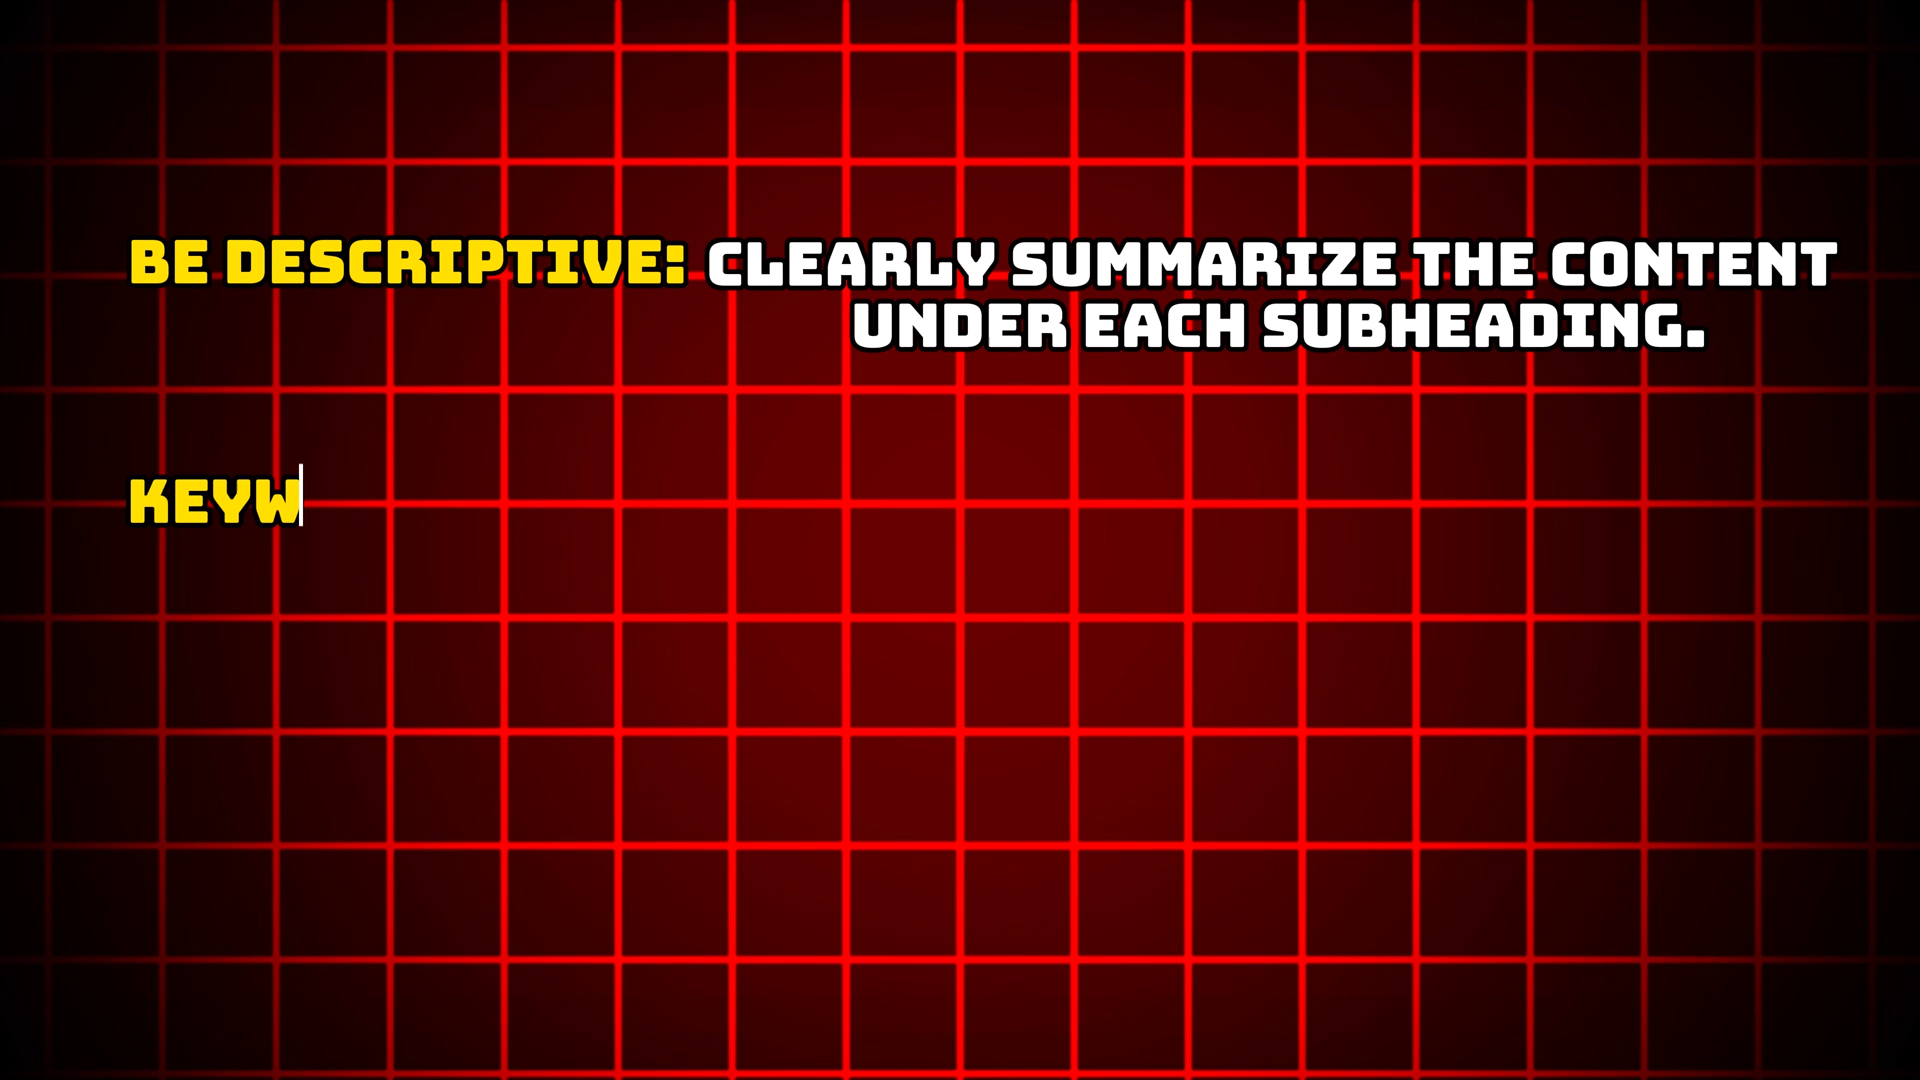 BE DESCRIPTIVE: CLEARLY SUMMARIZE THE CONTENT
UNDER EACH SUBHEADING.
KEYW